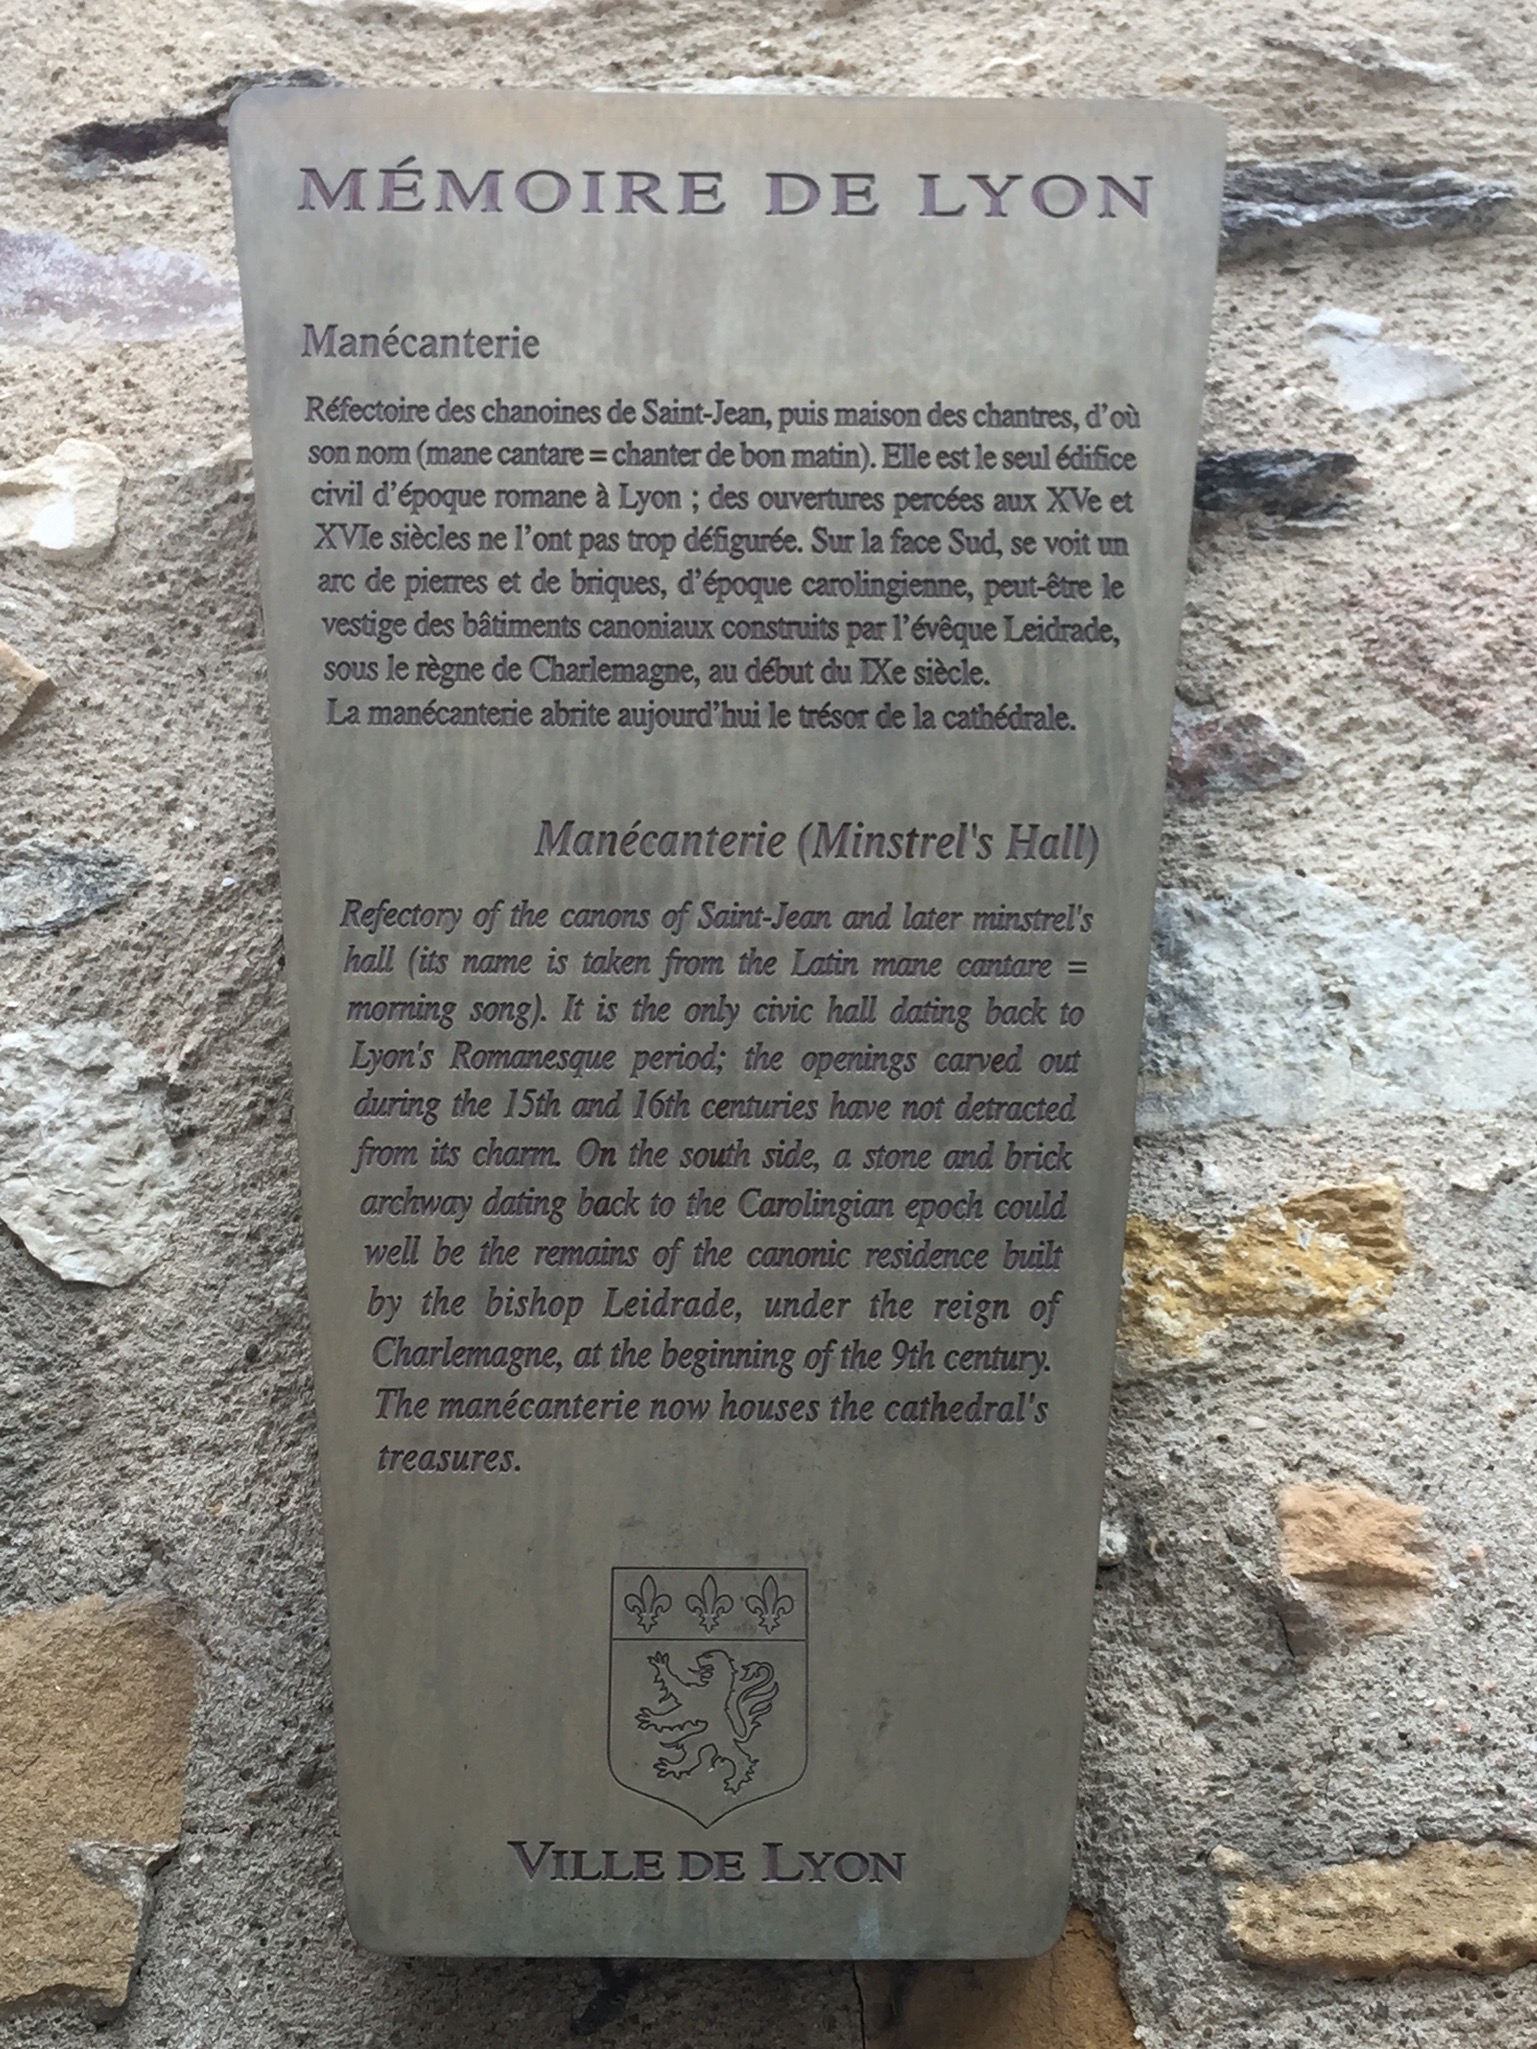 MÉMOIRE DE LYON
Manécanterie
Réfectoire des chanoines de Saint-Jean, puis maison des chantres, d'où
son nom (mane cantare = chanter de bon matin). Elle est le seul édifice
civil d'époque romane à Lyon ; des ouvertures percées aux XVe et
XVIe siècles ne l'ont pas trop défigurée. Sur la face Sud, se voit un
arc de pierres et de briques, d'époque carolingienne, peut-être le
vestige des bâtiments canoniaux construits par l'évêque Leidrade,
sous le règne de Charlemagne, au début du IXe siècle.
La manécanterie abrite aujourd'hui le trésor de la cathédrale.
Manécanterie (Minstrel's Hall)
Refectory of the canons of Saint-Jean and later minstrel's
hall (its name is taken from the Latin mane cantare =
morning song). It is the only civic hall dating back to
Lyon's Romanesque period; the openings carved out
during the 15th and 16th centuries have not detracted
from its charm. On the south side, a stone and brick
archway dating back to the Carolingian epoch could
well be the remains of the canonic residence built
by the bishop Leidrade, under the reign of
Charlemagne, at the beginning of the 9th century.
The manécanterie now houses the cathedral's
treasures.
VILLE DE LYON